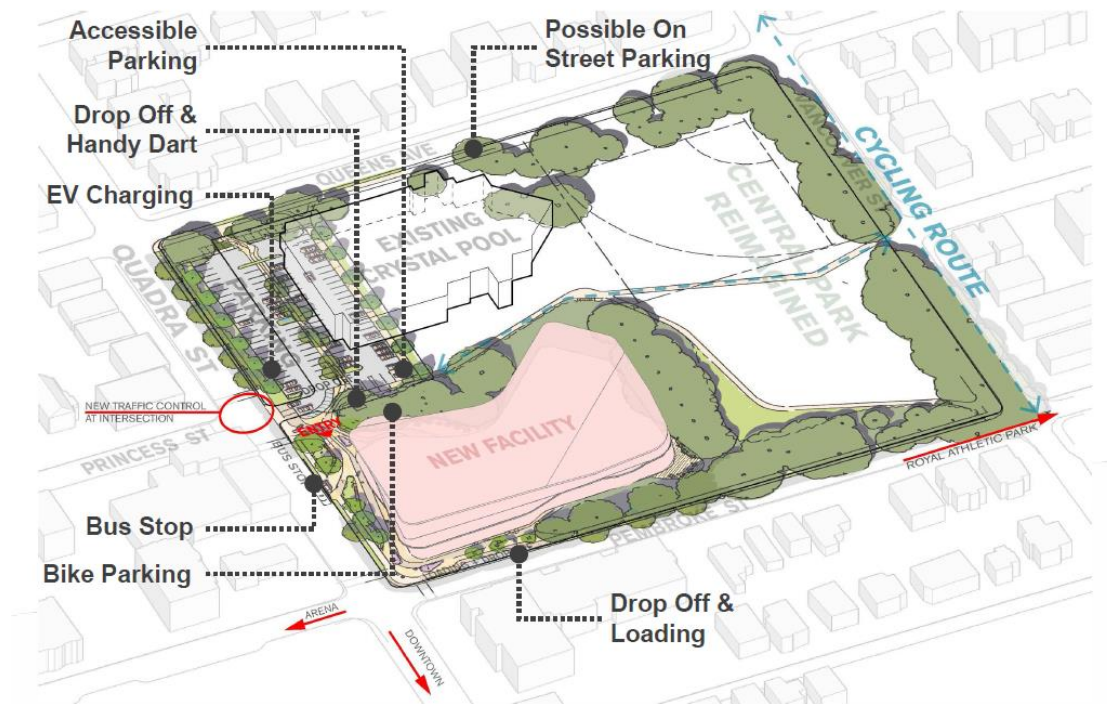 Accessible
Parking
Possible On
Street Parking
Drop Off &
Handy Dart
EV Charging
QUEENS AVE
VANCOUVER ST
CYCLING ROUTE
EXISTING
CRYSTAL POOL
CENTRAL PARK
REIMAGINED
QUADRA ST
PARKING
DROP OFF
NEW TRAFFIC CONTROL
AT INTERSECTION
ENTRY
PRINCESS ST
NEW FACILITY
BUS STOP
ROYAL ATHLETIC PARK
Bus Stop
PEMBROKE ST
Bike Parking
Drop Off &
Loading
ARENA
DOWNTOWN